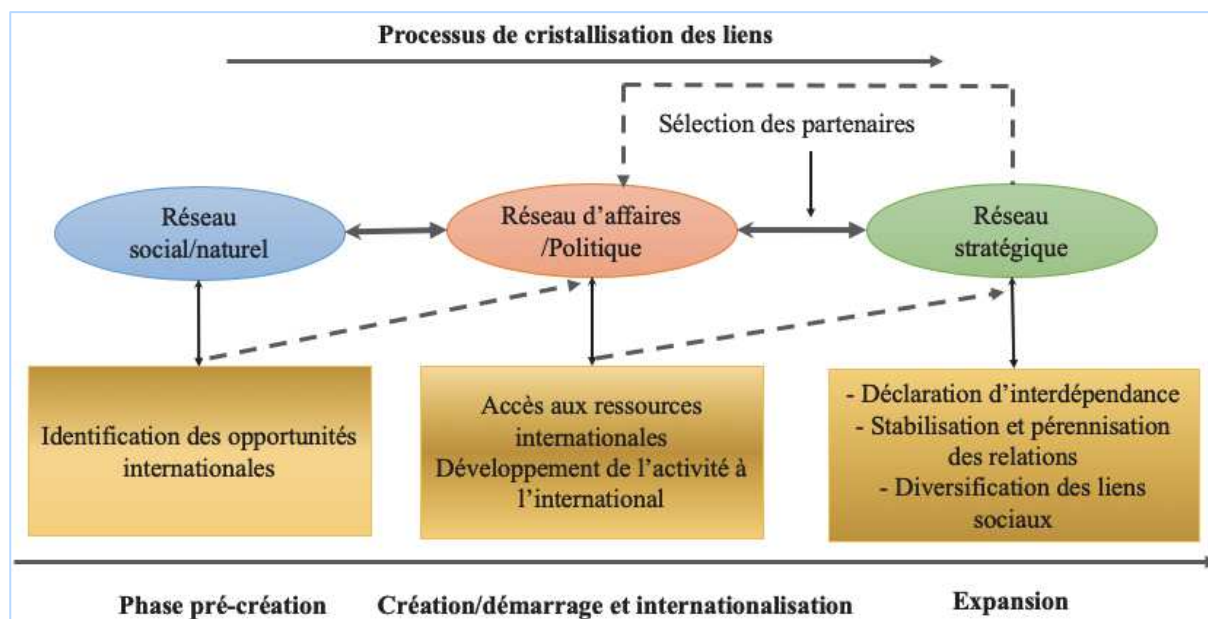 Processus de cristallisation des liens
Sélection des partenaires
Réseau
social/naturel
Réseau d’affaires
/Politique
Réseau
stratégique
Identification des opportunités
internationales
Accès aux ressources
internationales
Développement de l’activité à
l’international
- Déclaration d’interdépendance
- Stabilisation et pérennisation
des relations
- Diversification des liens
sociaux
Phase pré-création
Création/démarrage et internationalisation
Expansion